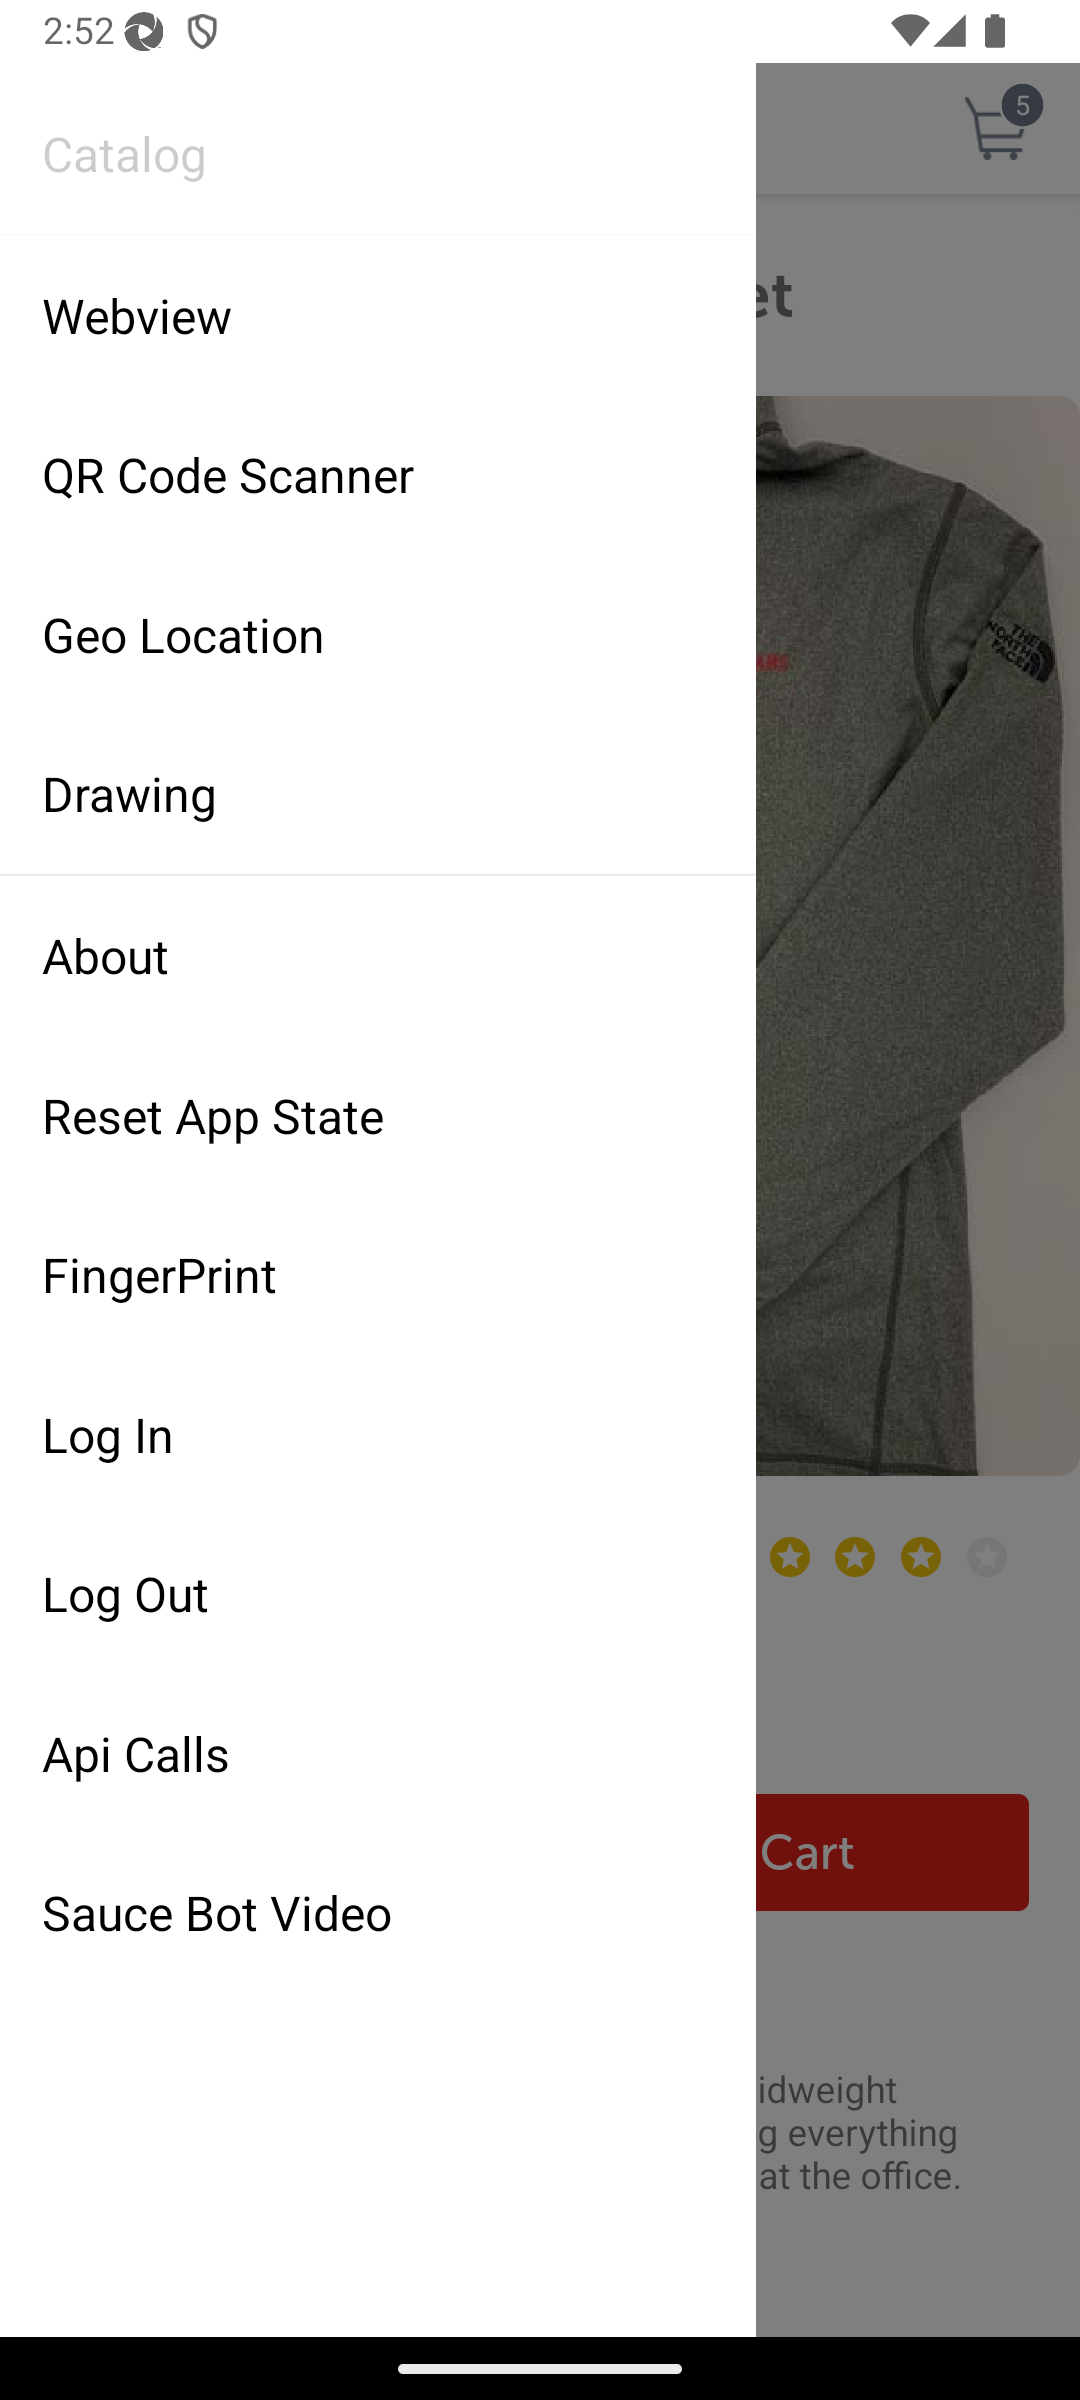 2:52
5
Catalog
et
Webview
QR Code Scanner
Geo Location
THE
NORTH
FACE
Drawing
About
Reset App State
FingerPrint
Log In
Log Out
Api Calls
Cart
Sauce Bot Video
idweight
g everything
at the office.